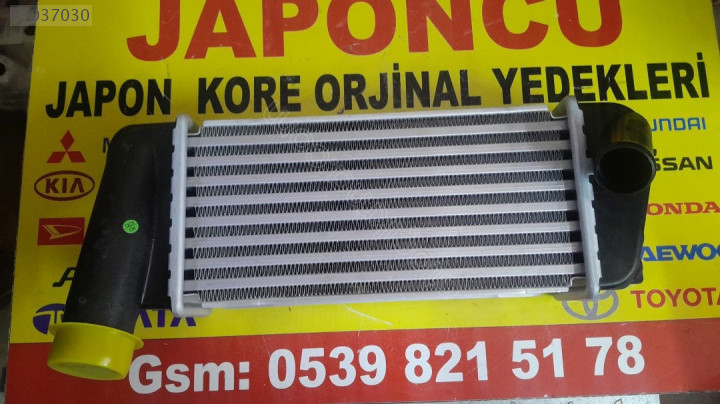 JAPONCU
JAPON KORE ORJİNAL YEDEKLERİ
KIA
HONDA
TOYOTA
Gsm: 0539 821 51 78